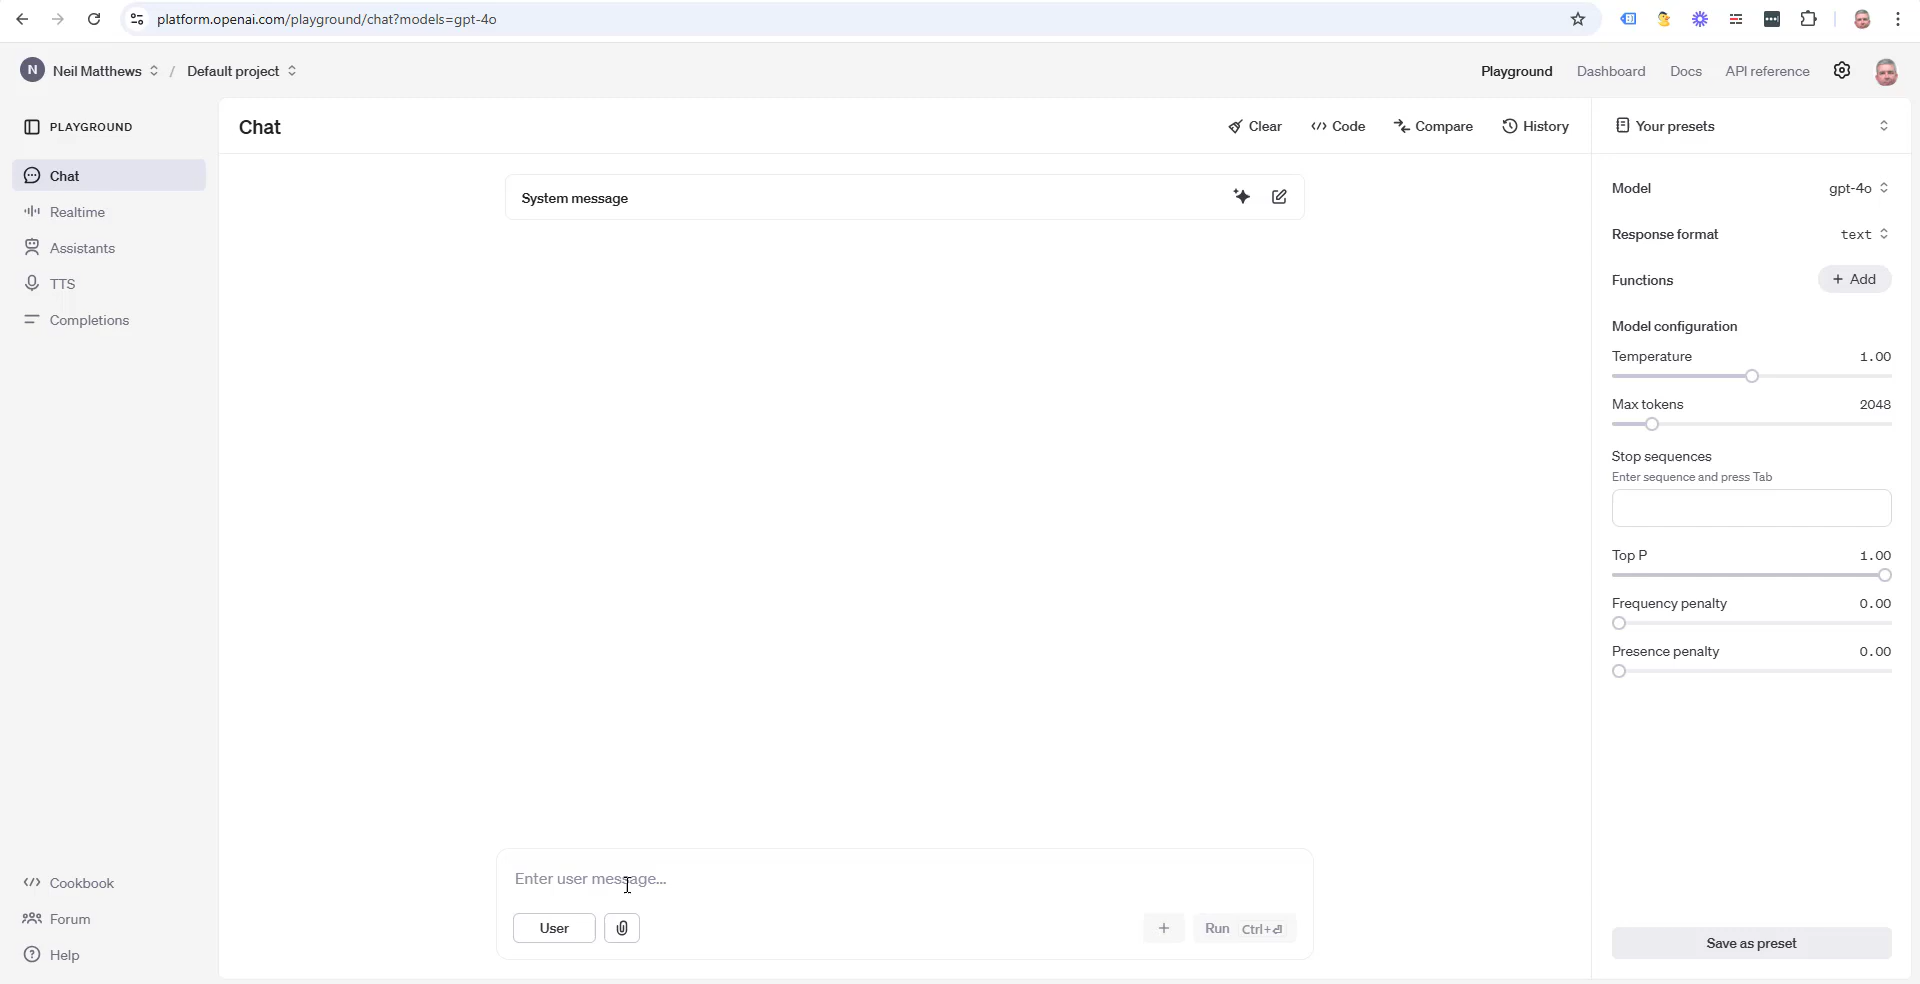 platform.openai.com/playground/chat?models=gpt-4o
N Neil Matthews / Default project
Playground Dashboard Docs API reference
PLAYGROUND
Chat
Realtime
Assistants
TTS
Completions
Cookbook
Forum
Help
Chat
Clear Code Compare History
System message
Enter user message...
User
+ Run Ctrl+⏎
Your presets
Model gpt-4o
Response format text
Functions + Add
Model configuration
Temperature 1.00
Max tokens 2048
Stop sequences
Enter sequence and press Tab
Top P 1.00
Frequency penalty 0.00
Presence penalty 0.00
Save as preset